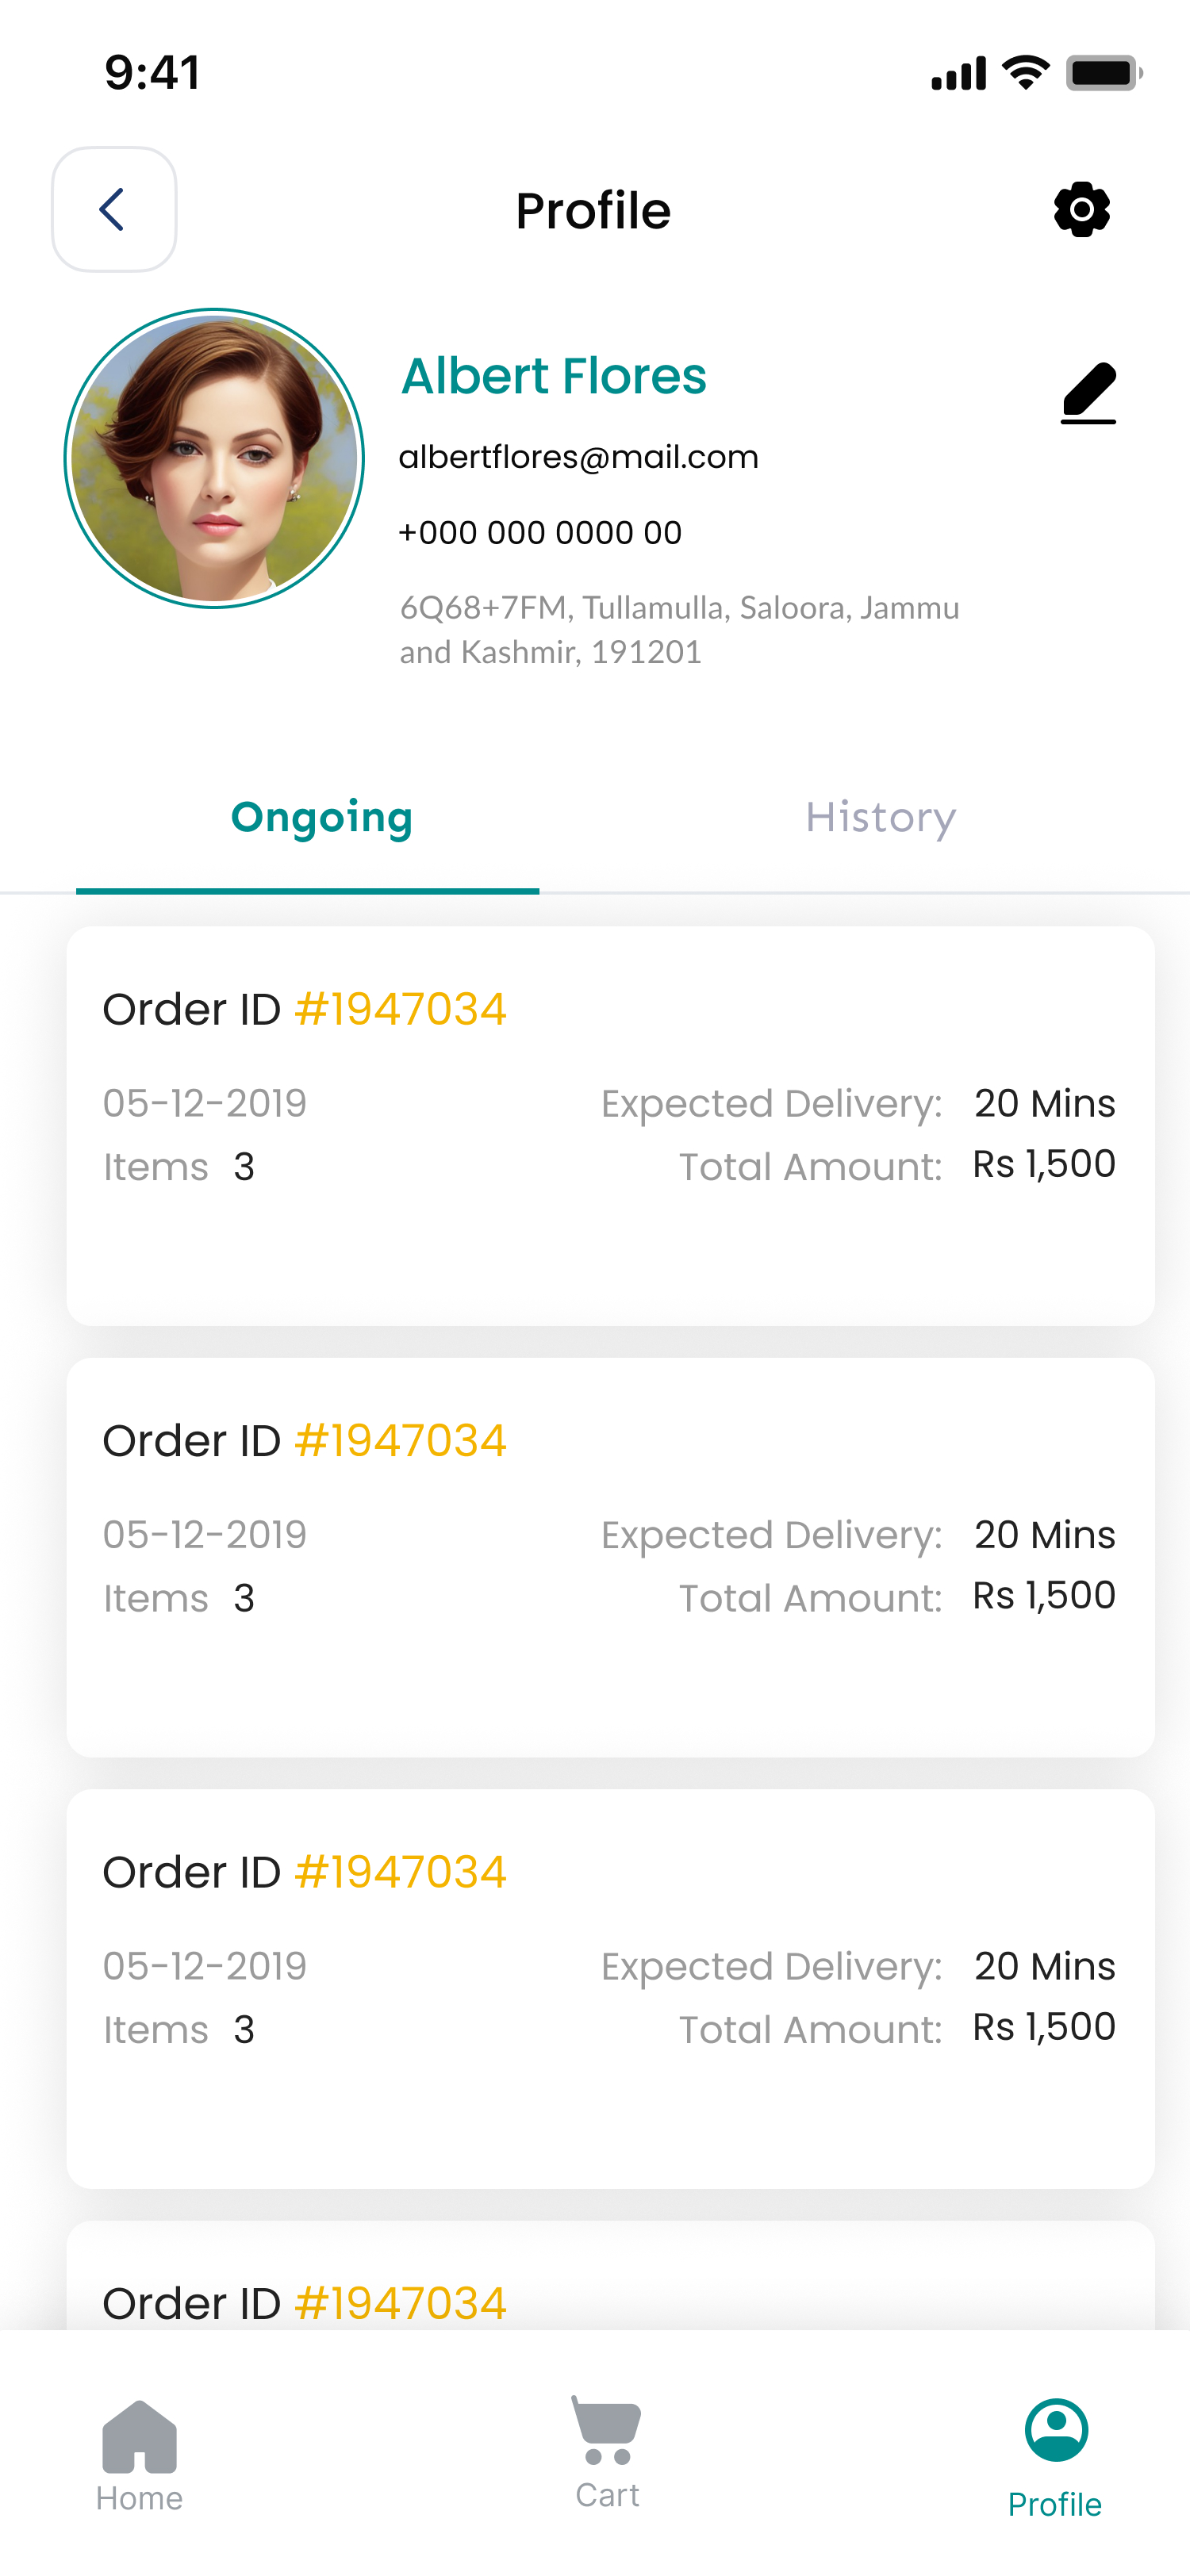 9:41
Profile
Albert Flores
albertflores@mail.com
+000 000 0000 00
6Q68+7FM, Tullamulla, Saloora, Jammu
and Kashmir, 191201
Ongoing History
Order ID #1947034
05-12-2019 Expected Delivery: 20 Mins
Items 3 Total Amount: Rs 1,500
Order ID #1947034
05-12-2019 Expected Delivery: 20 Mins
Items 3 Total Amount: Rs 1,500
Order ID #1947034
05-12-2019 Expected Delivery: 20 Mins
Items 3 Total Amount: Rs 1,500
Order ID #1947034
Home Cart Profile